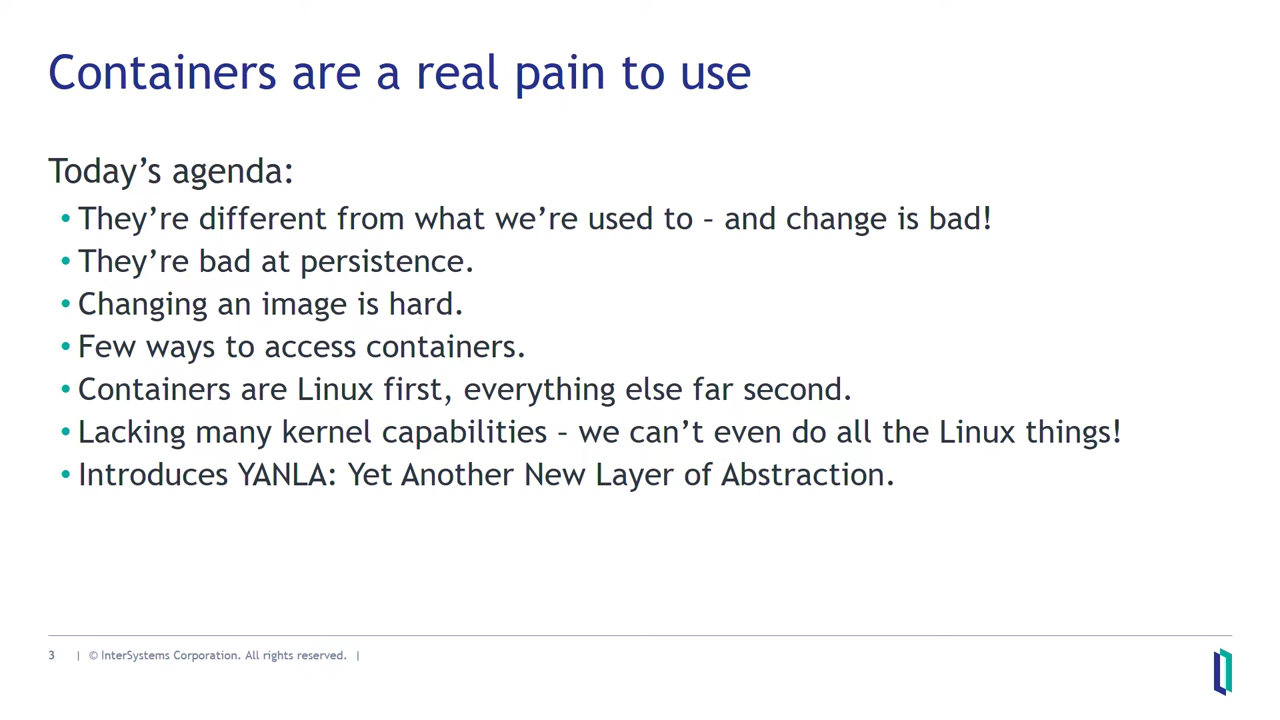 Containers are a real pain to use
Today’s agenda:
• They’re different from what we’re used to – and change is bad!
• They’re bad at persistence.
• Changing an image is hard.
• Few ways to access containers.
• Containers are Linux first, everything else far second.
• Lacking many kernel capabilities – we can’t even do all the Linux things!
• Introduces YANLA: Yet Another New Layer of Abstraction.
3 | © InterSystems Corporation. All rights reserved. |